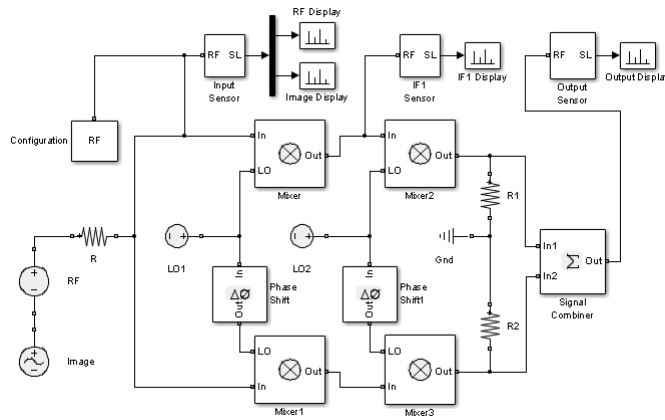 RF Display
RF SL
Input
Sensor
Image Display
RF SL
IF1
Sensor
IF1 Display
RF SL
Output
Sensor
Output Display
Configuration
RF
In
LO
Out
Mixer
In
LO
Out
Mixer2
R
RF
Image
LO1
In
ΔØ
Out
Phase
Shift
LO2
In
ΔØ
Out
Phase
Shift1
R1
Gnd
R2
In1
In2
Σ
Out
Signal
Combiner
LO
In
Out
Mixer1
LO
In
Out
Mixer3